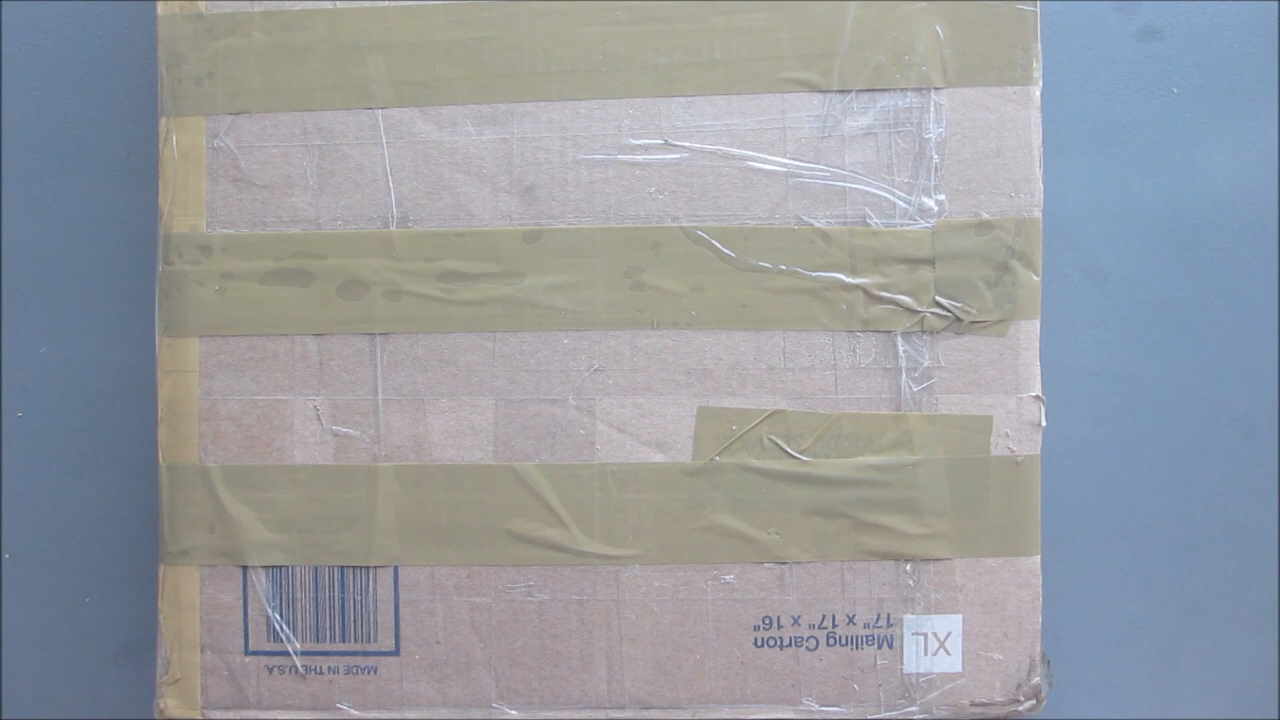 XL
Mailing Carton
17" x 17" x 16"
MADE IN THE U.S.A.